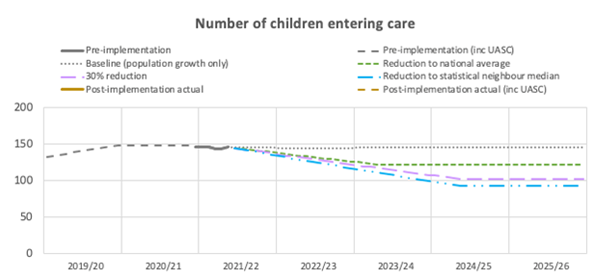 Number of children entering care
Pre-implementation
Pre-implementation (inc UASC)
Baseline (population growth only)
Reduction to national average
30% reduction
Reduction to statistical neighbour median
Post-implementation actual
Post-implementation actual (inc UASC)
200
150
100
50
0
2019/20 2020/21 2021/22 2022/23 2023/24 2024/25 2025/26